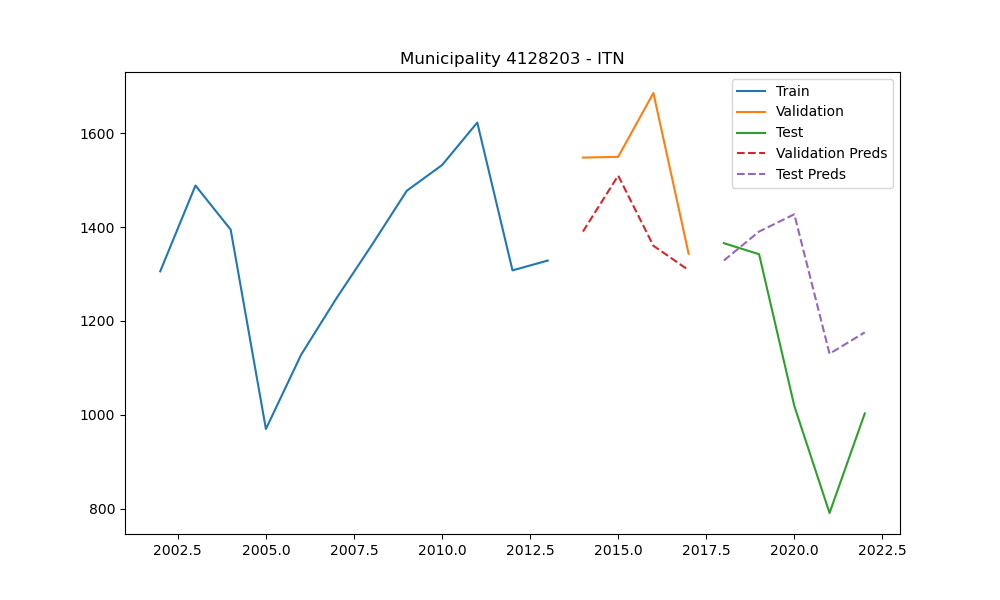 Municipality 4128203 - ITN
Train
Validation
Test
Validation Preds
Test Preds
1600
1400
1200
1000
800
2002.5 2005.0 2007.5 2010.0 2012.5 2015.0 2017.5 2020.0 2022.5